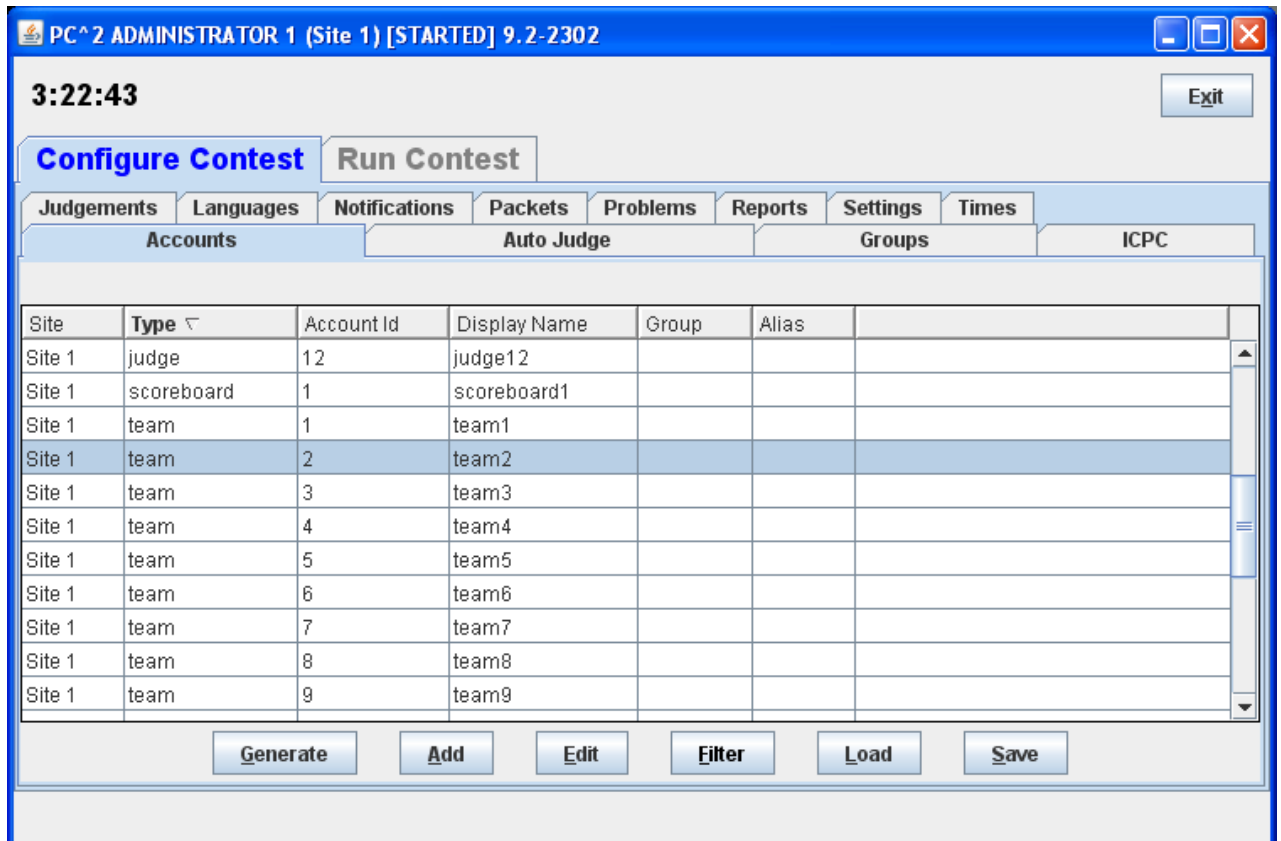 PC^2 ADMINISTRATOR 1 (Site 1) [STARTED] 9.2-2302
3:22:43
Exit
Configure Contest Run Contest
Judgements Languages Notifications Packets Problems Reports Settings Times
Accounts Auto Judge Groups ICPC
Site Type Account Id Display Name Group Alias
Site 1 judge 12 judge12
Site 1 scoreboard 1 scoreboard1
Site 1 team 1 team1
Site 1 team 2 team2
Site 1 team 3 team3
Site 1 team 4 team4
Site 1 team 5 team5
Site 1 team 6 team6
Site 1 team 7 team7
Site 1 team 8 team8
Site 1 team 9 team9
Generate Add Edit Filter Load Save